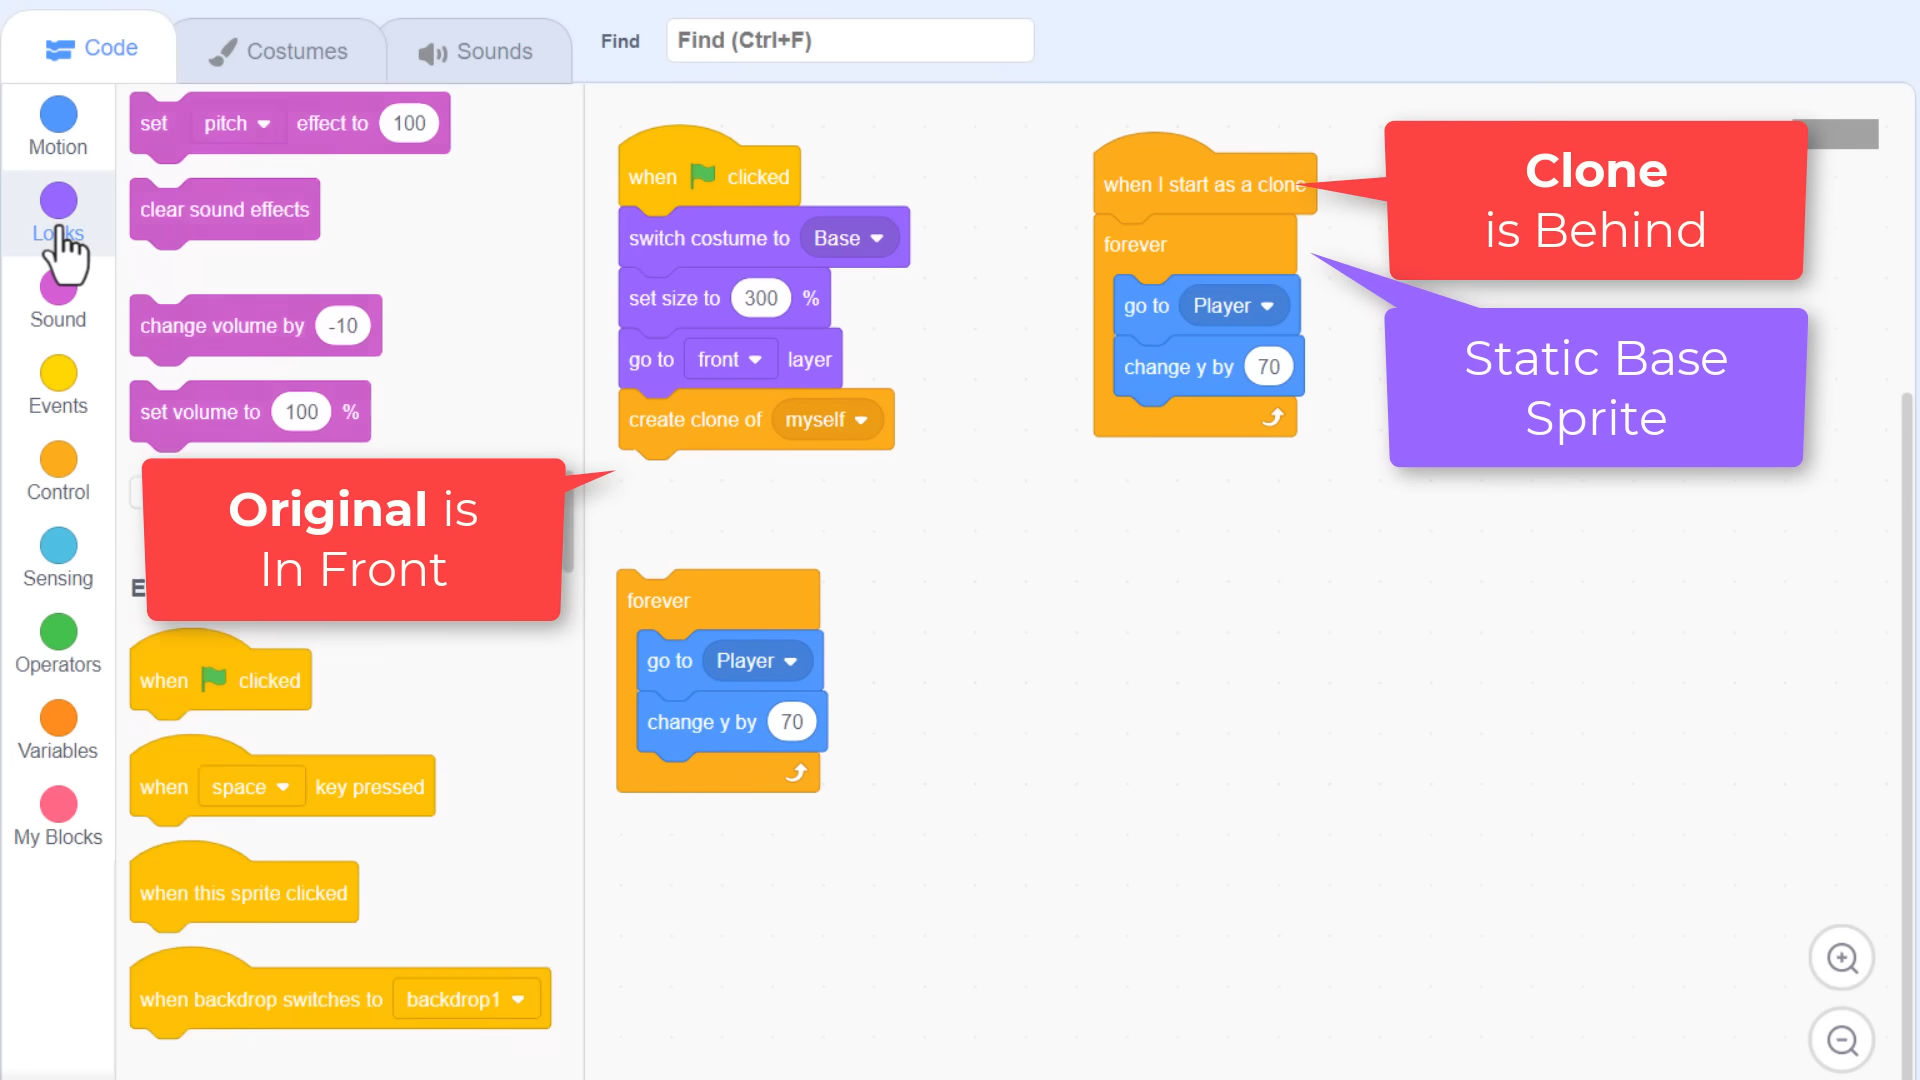 Code
Costumes
Sounds
Find
Find (Ctrl+F)
Motion
Looks
Sound
Events
Control
Sensing
Operators
Variables
My Blocks
set pitch effect to 100
clear sound effects
change volume by -10
set volume to 100 %
Original is
In Front
E
when clicked
when space key pressed
when this sprite clicked
when backdrop switches to backdrop1
when clicked
switch costume to Base
set size to 300 %
go to front layer
create clone of myself
forever
go to Player
change y by 70
when I start as a clone
forever
go to Player
change y by 70
Clone
is Behind
Static Base
Sprite